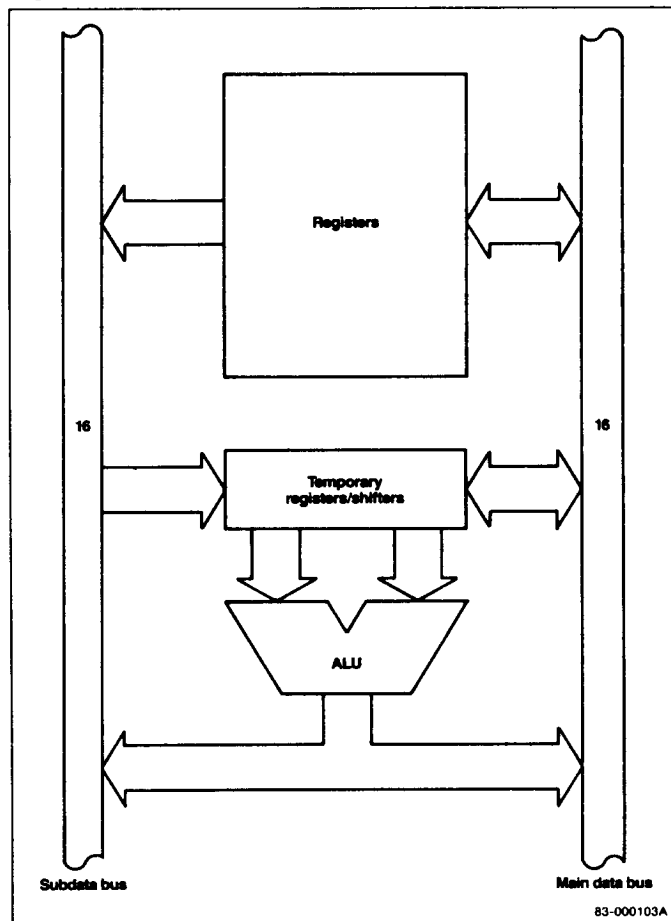 Registers
16
16
Temporary
registers/shifters
ALU
Subdata bus
Main data bus
83-000103A